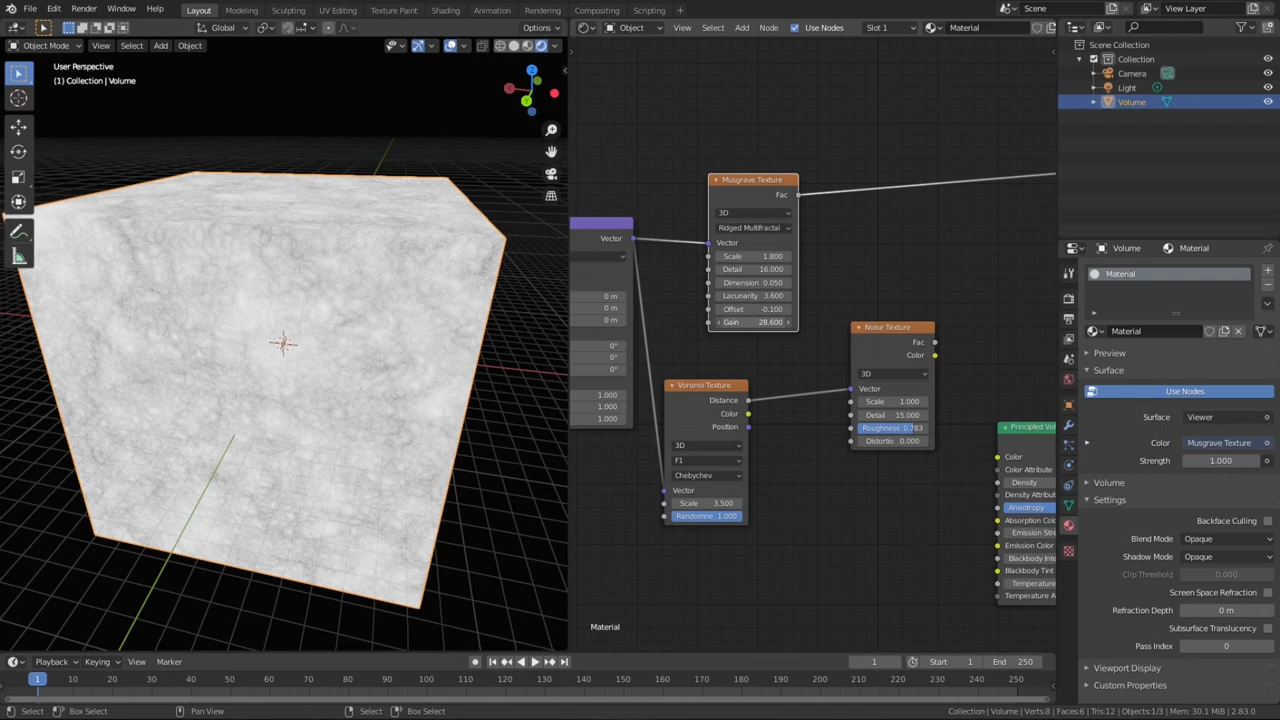 File Edit Render Window Help Layout Modeling Sculpting UV Editing Texture Paint Shading Animation Rendering Compositing Scripting + Scene View Layer
Global Options Object View Select Add Node Use Nodes Slot 1 Material
Object Mode View Select Add Object
User Perspective
(1) Collection | Volume
Z
X
Y
Scene Collection
Collection
Camera
Light
Volume
Musgrave Texture
Fac
3D
Ridged Multifractal
Vector
Scale 1.800
Detail 16.000
Dimension 0.050
Lacunarity 3.600
Offset -0.100
Gain 28.600
Vector
0 m
0 m
0 m
0°
0°
0°
1.000
1.000
1.000
Voronoi Texture
Distance
Color
Position
3D
F1
Chebychev
Vector
Scale 3.500
Randomne 1.000
Noise Texture
Fac
Color
3D
Vector
Scale 1.000
Detail 15.000
Roughness 0.783
Distortio 0.000
Principled Vol
Color
Color Attribute
Density
Density Attribut
Anisotropy
Absorption Colo
Emission Stre
Emission Color
Blackbody Inte
Blackbody Tint
Temperature
Temperature A
Material
Volume Material
Material
Material
Preview
Surface
Use Nodes
Surface Viewer
Color Musgrave Texture
Strength 1.000
Volume
Settings
Backface Culling
Blend Mode Opaque
Shadow Mode Opaque
Clip Threshold 0.000
Screen Space Refraction
Refraction Depth 0 m
Subsurface Translucency
Pass Index 0
Viewport Display
Custom Properties
Playback Keying View Marker 1 Start 1 End 250
1 10 20 30 40 50 60 70 80 90 100 110 120 130 140 150 160 170 180 190 200 210 220 230 240 250
Select Box Select Pan View Select Box Select Collection | Volume | Verts:8 | Faces:6 | Tris:12 | Objects:1/3 | Mem: 30.1 MiB | 2.83.0